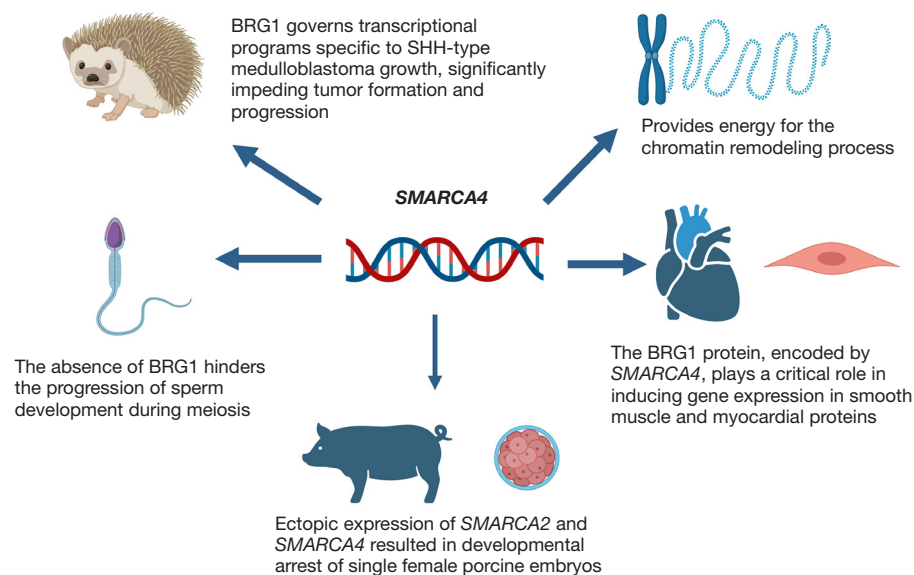 BRG1 governs transcriptional
programs specific to SHH-type
medulloblastoma growth, significantly
impeding tumor formation and
progression
Provides energy for the
chromatin remodeling process
SMARCA4
The absence of BRG1 hinders
the progression of sperm
development during meiosis
The BRG1 protein, encoded by
SMARCA4, plays a critical role in
inducing gene expression in smooth
muscle and myocardial proteins
Ectopic expression of SMARCA2 and
SMARCA4 resulted in developmental
arrest of single female porcine embryos